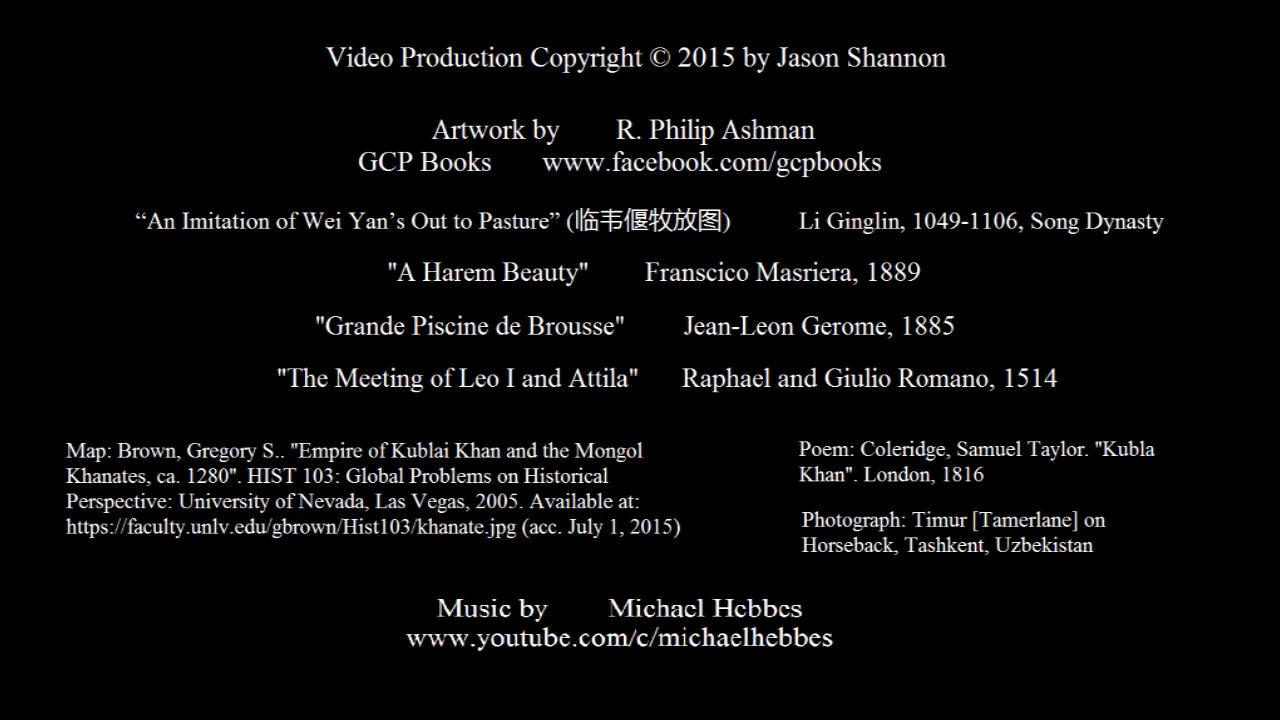 Video Production Copyright © 2015 by Jason Shannon
Artwork by R. Philip Ashman
GCP Books www.facebook.com/gcpbooks
“An Imitation of Wei Yan’s Out to Pasture” (临韦偃牧放图) Li Ginglin, 1049-1106, Song Dynasty
"A Harem Beauty" Franscico Masriera, 1889
"Grande Piscine de Brousse" Jean-Leon Gerome, 1885
"The Meeting of Leo I and Attila" Raphael and Giulio Romano, 1514
Map: Brown, Gregory S.. "Empire of Kublai Khan and the Mongol
Khanates, ca. 1280". HIST 103: Global Problems on Historical
Perspective: University of Nevada, Las Vegas, 2005. Available at:
https://faculty.unlv.edu/gbrown/Hist103/khanate.jpg (acc. July 1, 2015)
Poem: Coleridge, Samuel Taylor. "Kubla
Khan". London, 1816
Photograph: Timur [Tamerlane] on
Horseback, Tashkent, Uzbekistan
Music by Michael Hebbes
www.youtube.com/c/michaelhebbes